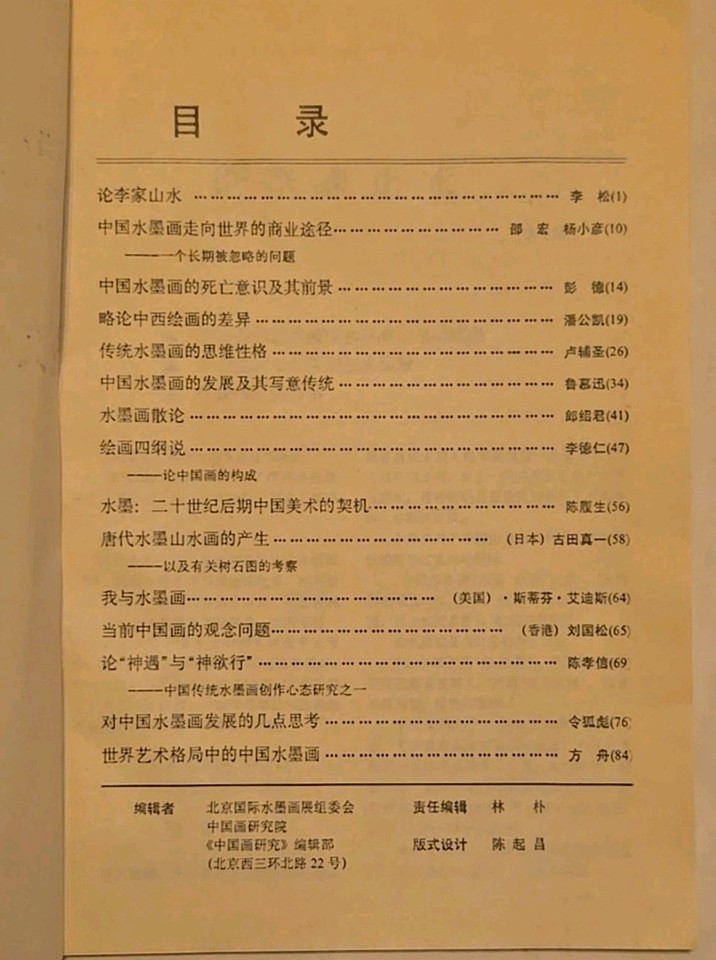 目 录
论李家山水 ………………………………………………… 李 松(1)
中国水墨画走向世界的商业途径……………………… 邵 宏 杨小彦(10)
———一个长期被忽略的问题
中国水墨画的死亡意识及其前景 ……………………………… 彭 德(14)
略论中西绘画的差异 ………………………………………… 潘公凯(19)
传统水墨画的思维性格 ……………………………………… 卢辅圣(26)
中国水墨画的发展及其写意传统 ……………………………… 鲁慕迅(34)
水墨画散论 ………………………………………………… 郎绍君(41)
绘画四纲说 ………………………………………………… 李德仁(47)
———论中国画的构成
水墨：二十世纪后期中国美术的契机………………………… 陈履生(56)
唐代水墨山水画的产生 ……………………………… （日本）古田真一(58)
———以及有关树石图的考察
我与水墨画………………………………… （美国）·斯蒂芬·艾迪斯(64)
当前中国画的观念问题……………………………… （香港）刘国松(65)
论“神遇”与“神欲行” ……………………………………… 陈孝信(69)
———中国传统水墨画创作心态研究之一
对中国水墨画发展的几点思考 ……………………………… 令狐彪(76)
世界艺术格局中的中国水墨画 ……………………………… 方 舟(84)
编辑者 北京国际水墨画展组委会 责任编辑 林 朴
中国画研究院
《中国画研究》编辑部 版式设计 陈起昌
(北京西三环北路22号)